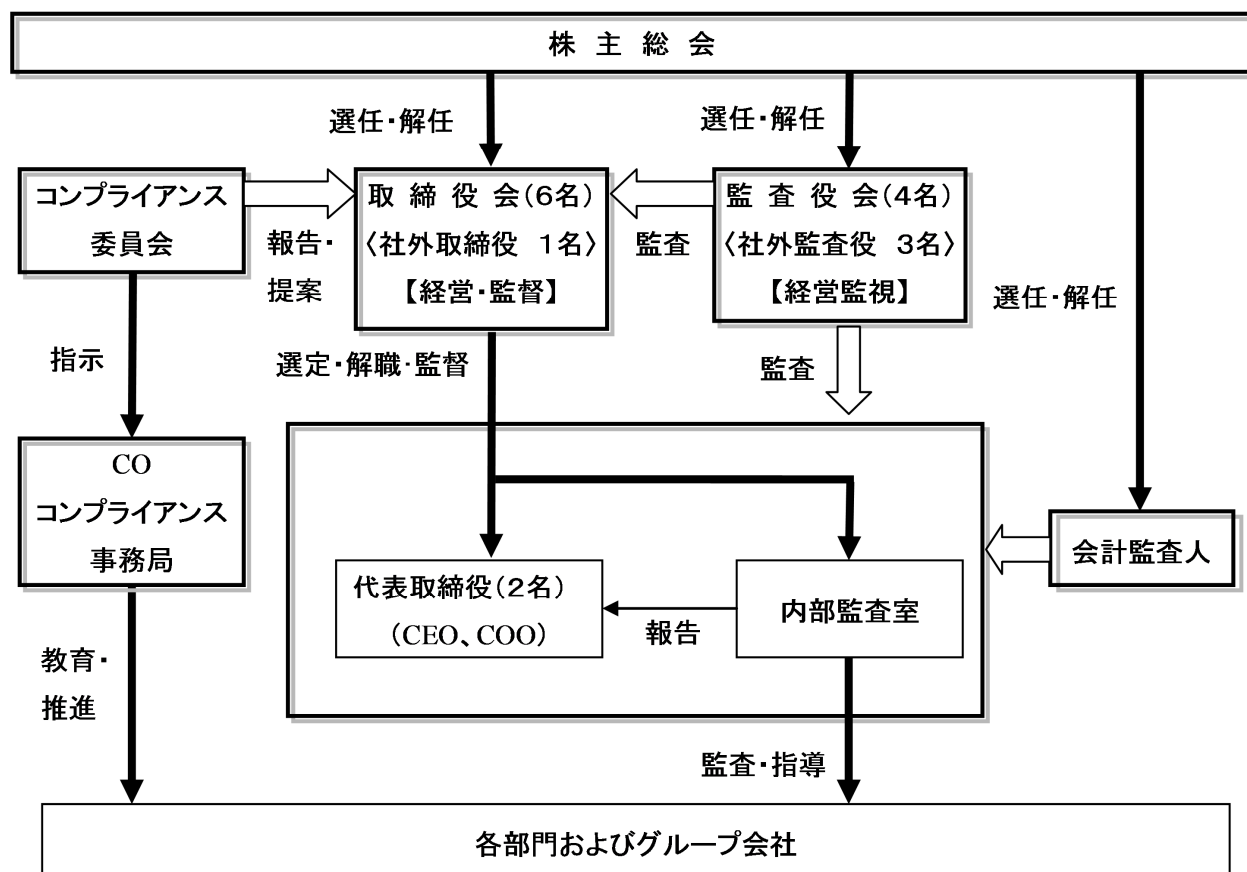 株主総会
選任・解任
選任・解任
コンプライアンス
委員会
報告・
提案
取締役会(6名)
〈社外取締役 1名〉
【経営・監督】
監査
監査役会(4名)
〈社外監査役 3名〉
【経営監視】
選任・解任
指示
選定・解職・監督
監査
CO
コンプライアンス
事務局
代表取締役(2名)
(CEO、COO)
報告
内部監査室
会計監査人
教育・
推進
監査・指導
各部門およびグループ会社